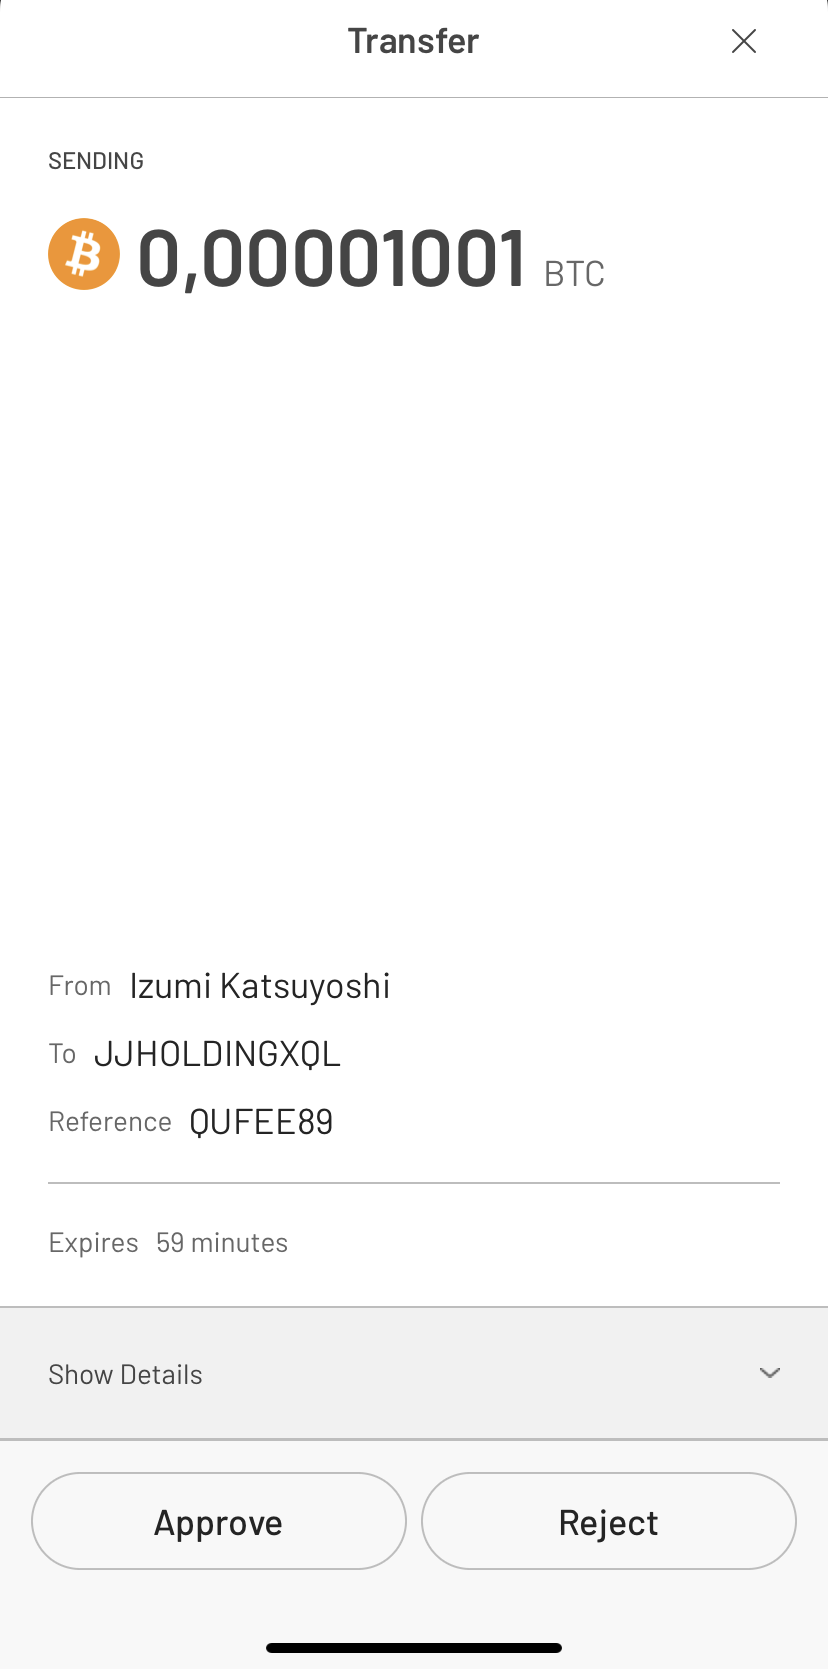 Transfer
SENDING
0,00001001 BTC
From Izumi Katsuyoshi
To JJHOLDINGXQL
Reference QUFEE89
Expires 59 minutes
Show Details
Approve Reject